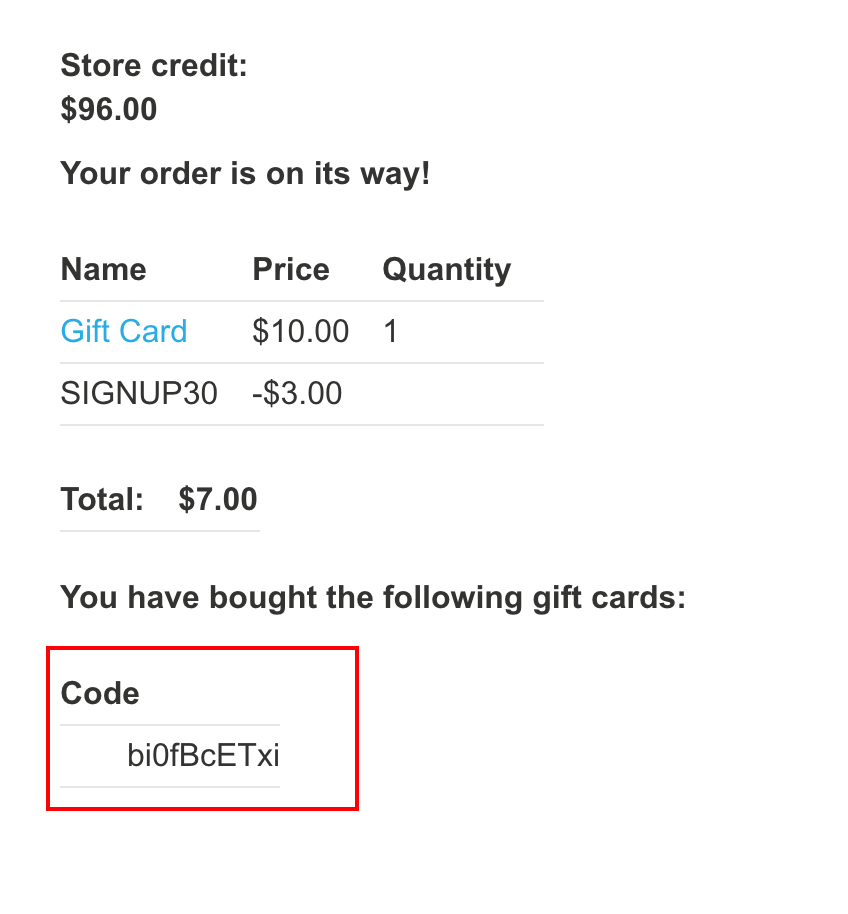 Store credit:
$96.00
Your order is on its way!
Name Price Quantity
Gift Card $10.00 1
SIGNUP30 -$3.00
Total: $7.00
You have bought the following gift cards:
Code
bi0fBcETxi